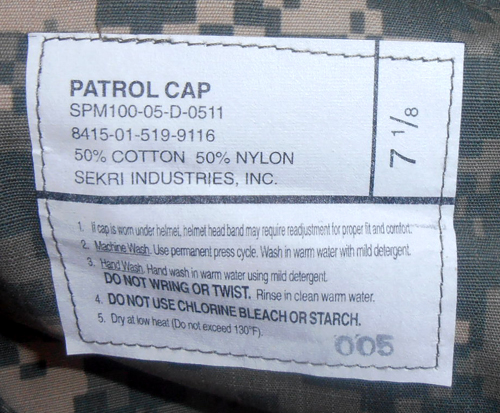 PATROL CAP
SPM100-05-D-0511
8415-01-519-9116
50% COTTON 50% NYLON
SEKRI INDUSTRIES, INC.
7 1/8
1. If cap is worn under helmet, helmet head band may require readjustment for proper fit and comfort.
2. Machine Wash. Use permanent press cycle. Wash in warm water with mild detergent.
3. Hand Wash. Hand wash in warm water using mild detergent.
DO NOT WRING OR TWIST. Rinse in clean warm water.
4. DO NOT USE CHLORINE BLEACH OR STARCH.
5. Dry at low heat (Do not exceed 130°F).
005